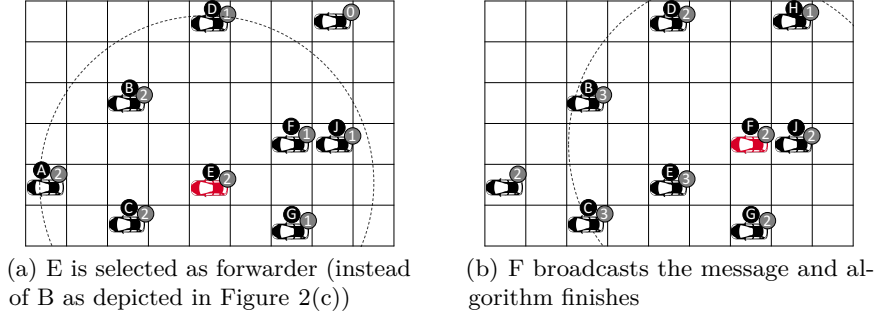 D 1 0
B 2
F 1 J 1
A 2 E 2
C 2 G 1
D 2 H 1
B 3
F 2 J 2
2 E 3
C 3 G 2
(a) E is selected as forwarder (instead
of B as depicted in Figure 2(c))
(b) F broadcasts the message and al-
gorithm finishes